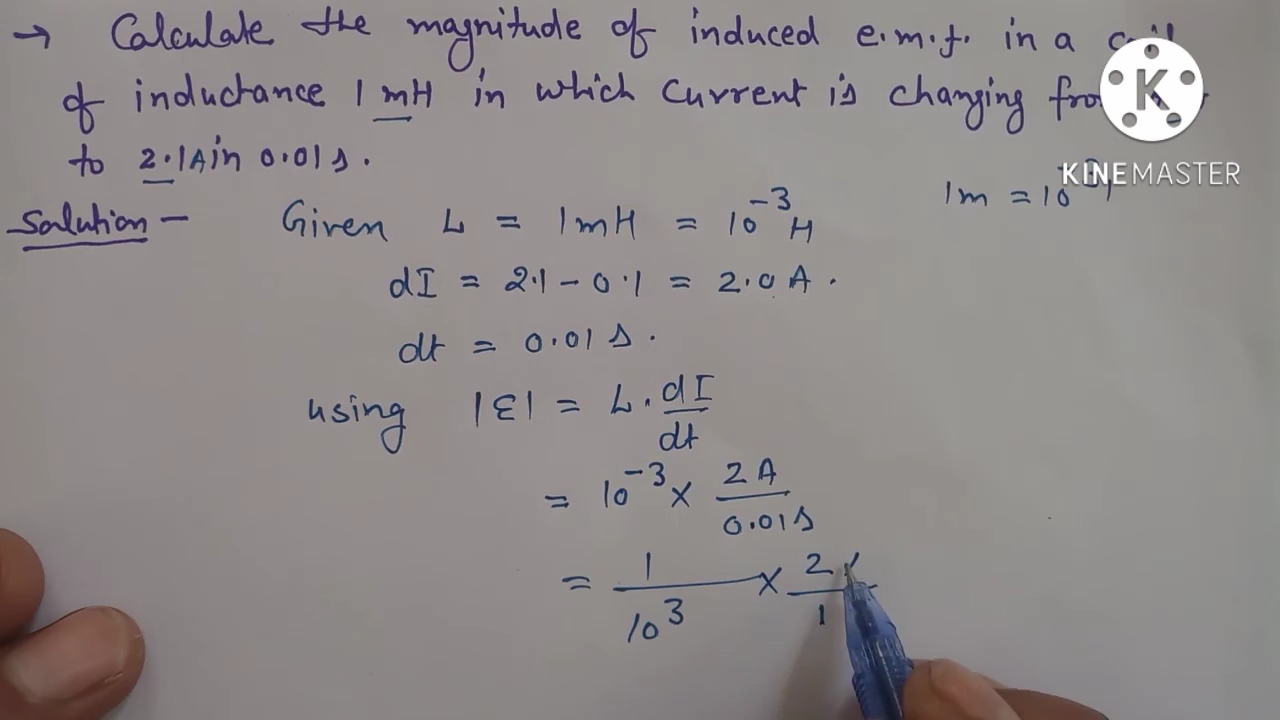 → Calculate the magnitude of induced e.m.f. in a
of inductance 1 mH in which current is changing
to 2.1A in 0.01 s.
1m = 10
Solution - Given L = 1mH = 10⁻³ H
dI = 2.1 - 0.1 = 2.0 A.
dt = 0.01 s.
using |ε| = L. dI/dt
= 10⁻³ × 2A/0.01s
= 1/10³ × 2/1
K
KINEMASTER